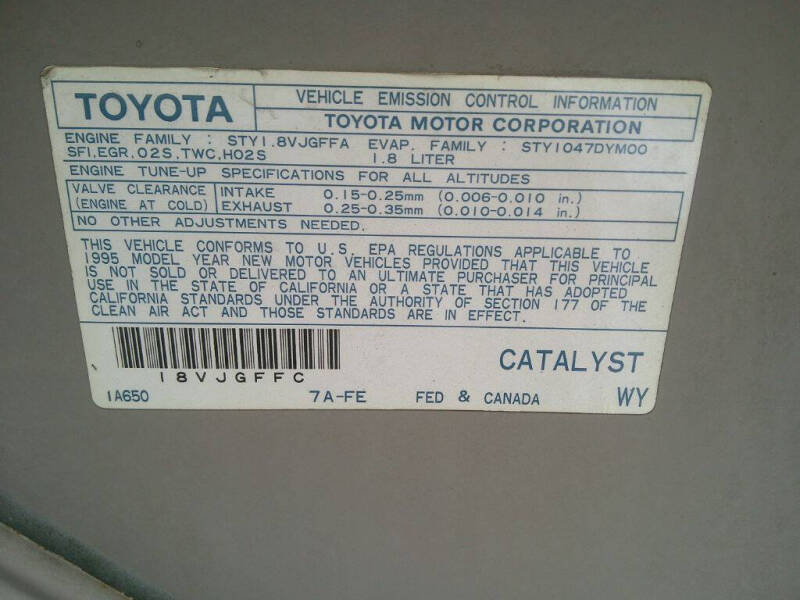 TOYOTA
VEHICLE EMISSION CONTROL INFORMATION
TOYOTA MOTOR CORPORATION
ENGINE FAMILY : STY1.8VJGFFA EVAP. FAMILY : STY1047DYM00
SFI,EGR,O2S,TWC,HO2S 1.8 LITER
ENGINE TUNE-UP SPECIFICATIONS FOR ALL ALTITUDES
VALVE CLEARANCE INTAKE 0.15-0.25mm (0.006-0.010 in.)
(ENGINE AT COLD) EXHAUST 0.25-0.35mm (0.010-0.014 in.)
NO OTHER ADJUSTMENTS NEEDED.
THIS VEHICLE CONFORMS TO U.S. EPA REGULATIONS APPLICABLE TO
1995 MODEL YEAR NEW MOTOR VEHICLES PROVIDED THAT THIS VEHICLE
IS NOT SOLD OR DELIVERED TO AN ULTIMATE PURCHASER FOR PRINCIPAL
USE IN THE STATE OF CALIFORNIA OR A STATE THAT HAS ADOPTED
CALIFORNIA STANDARDS UNDER THE AUTHORITY OF SECTION 177 OF THE
CLEAN AIR ACT AND THOSE STANDARDS ARE IN EFFECT.
18VJGFFC
CATALYST
1A650 7A-FE FED & CANADA WY